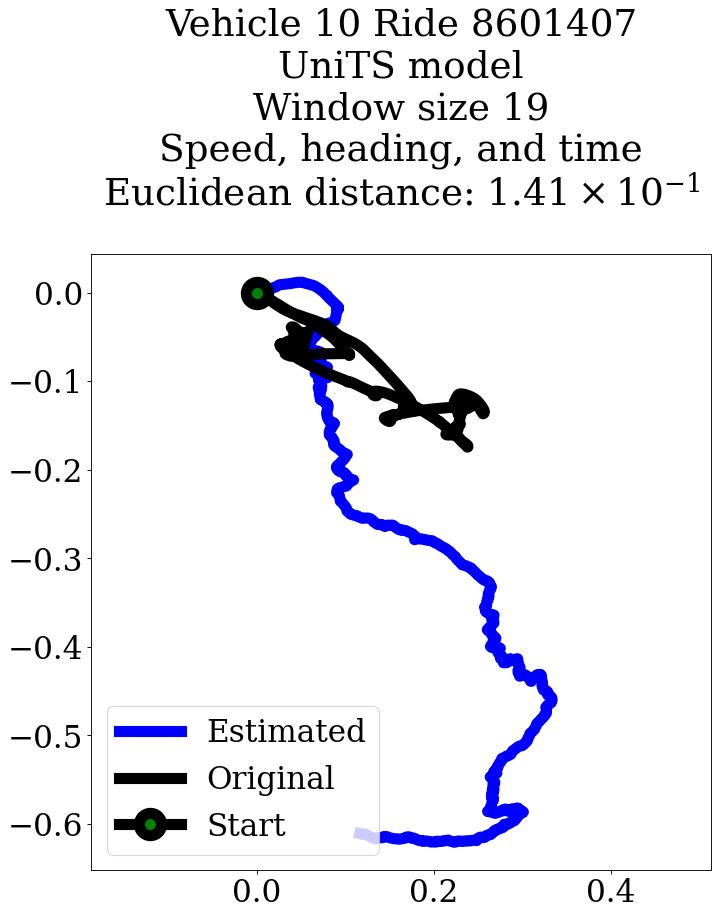 Vehicle 10 Ride 8601407
UniTS model
Window size 19
Speed, heading, and time
Euclidean distance: 1.41 × 10⁻¹
0.0
−0.1
−0.2
−0.3
−0.4
−0.5
−0.6
Estimated
Original
Start
0.0 0.2 0.4